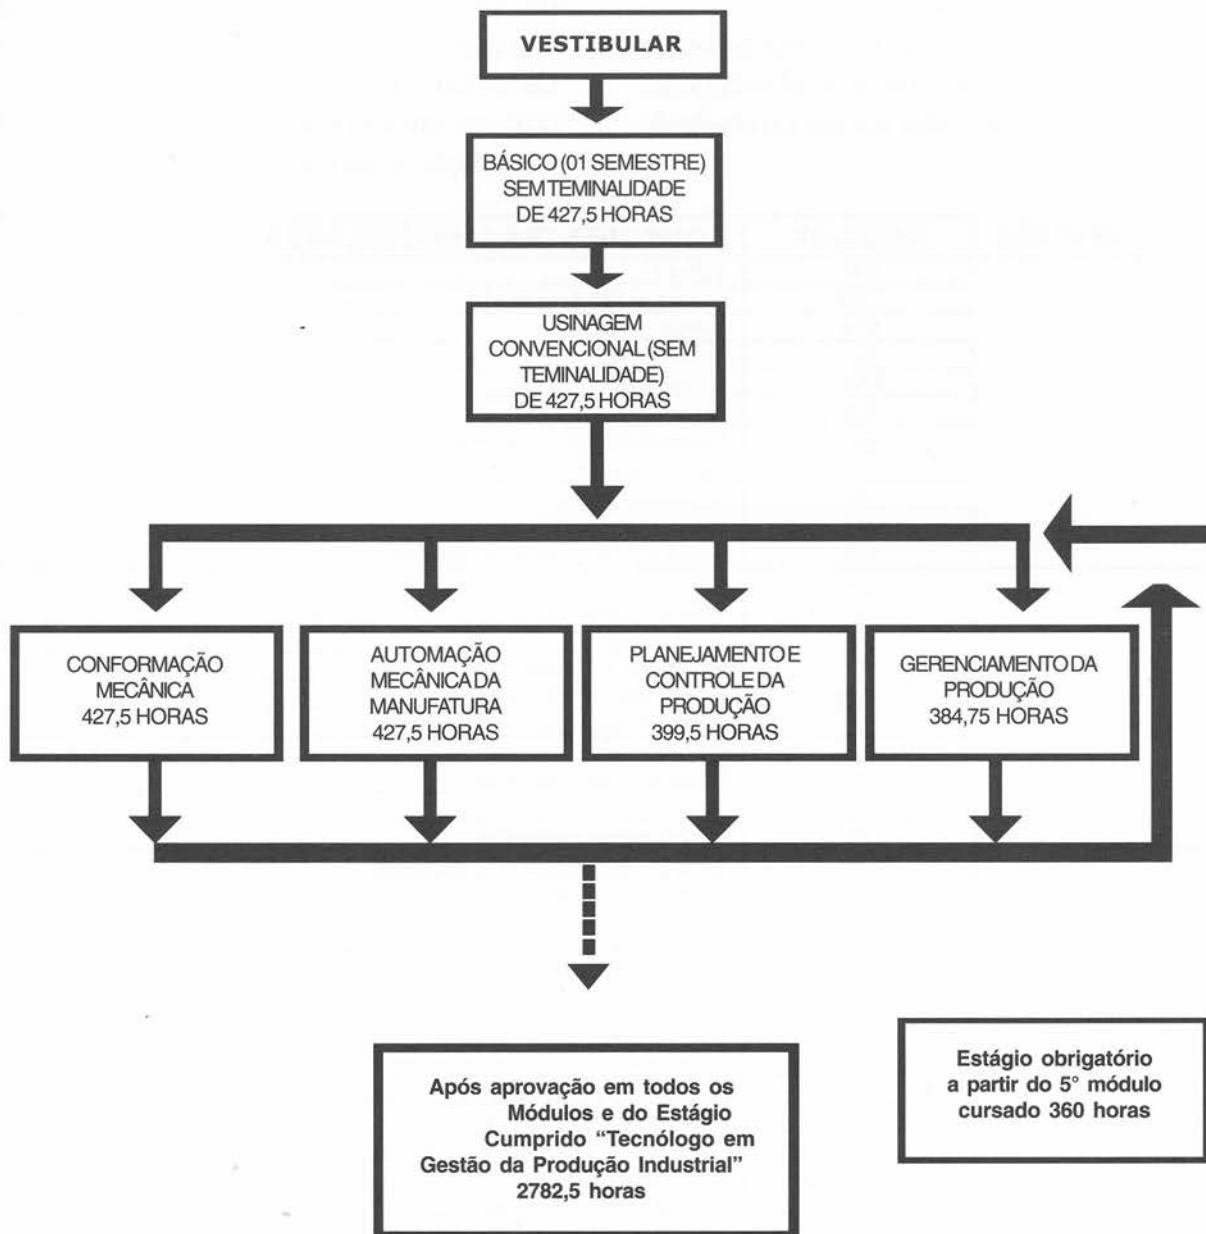 VESTIBULAR
BÁSICO (01 SEMESTRE)
SEM TEMINALIDADE
DE 427,5 HORAS
USINAGEM
CONVENCIONAL (SEM
TEMINALIDADE)
DE 427,5 HORAS
CONFORMAÇÃO
MECÂNICA
427,5 HORAS
AUTOMAÇÃO
MECÂNICA DA
MANUFATURA
427,5 HORAS
PLANEJAMENTO E
CONTROLE DA
PRODUÇÃO
399,5 HORAS
GERENCIAMENTO DA
PRODUÇÃO
384,75 HORAS
Após aprovação em todos os
Módulos e do Estágio
Cumprido “Tecnólogo em
Gestão da Produção Industrial”
2782,5 horas
Estágio obrigatório
a partir do 5° módulo
cursado 360 horas